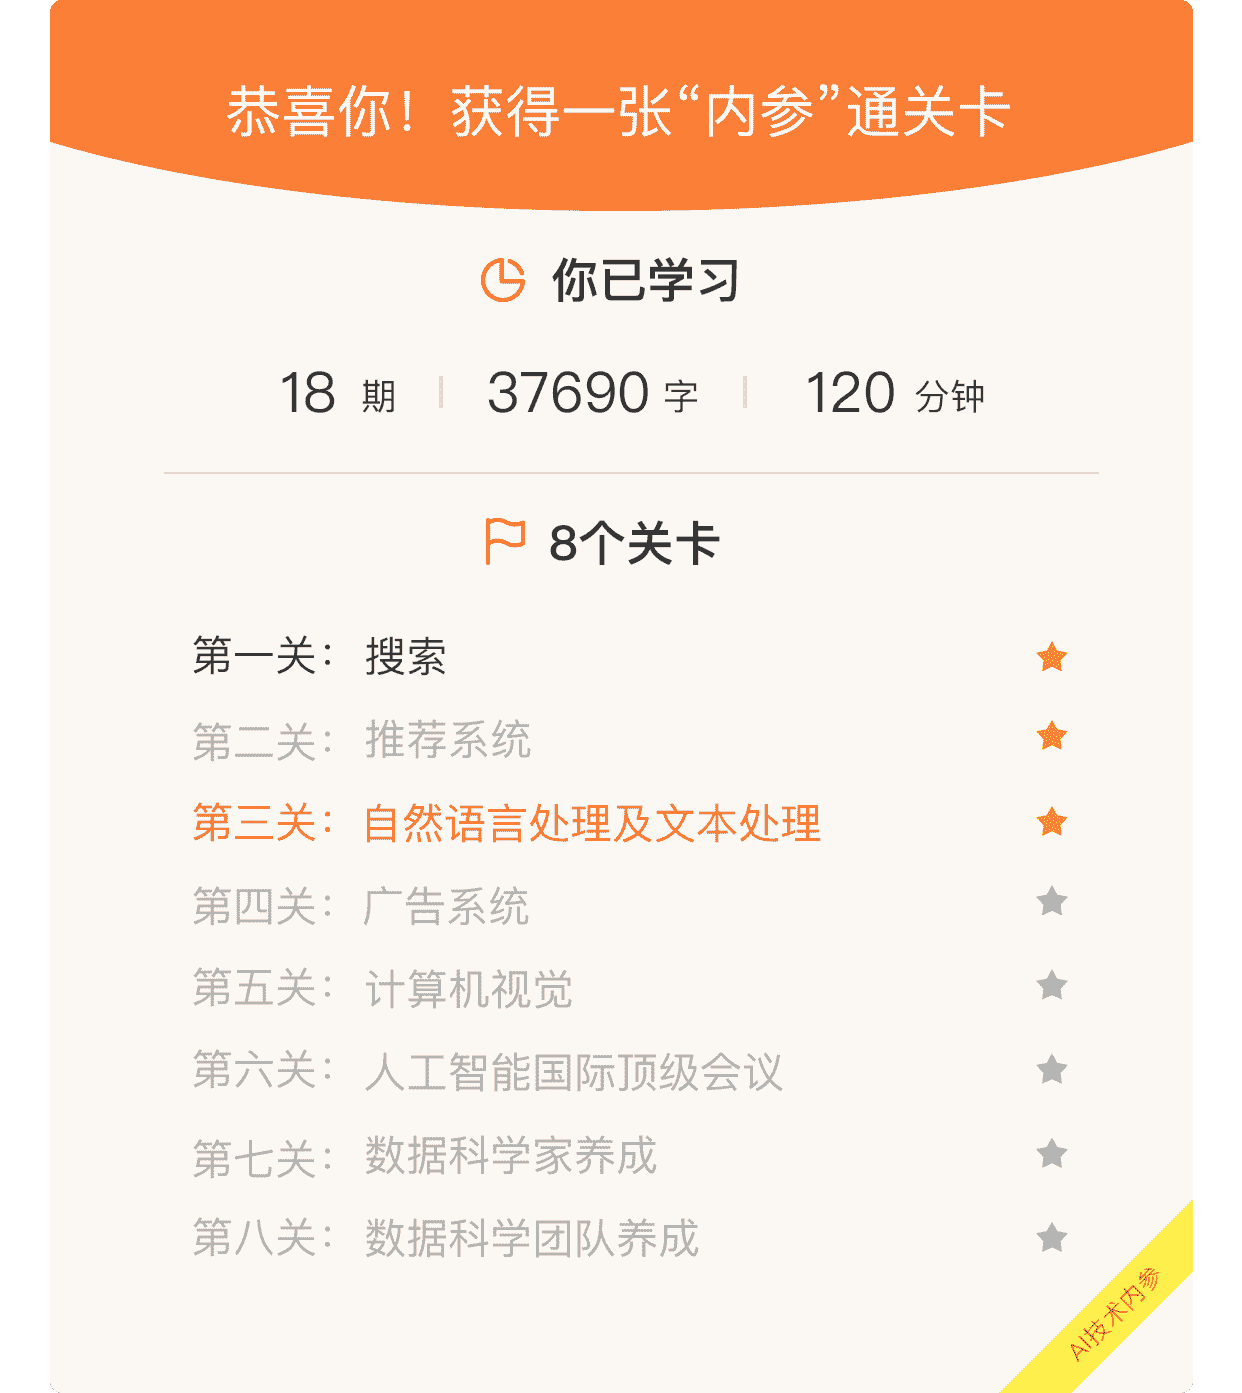 恭喜你！获得一张“内参”通关卡
你已学习
18 期 37690 字 120 分钟
8个关卡
第一关：搜索
第二关：推荐系统
第三关：自然语言处理及文本处理
第四关：广告系统
第五关：计算机视觉
第六关：人工智能国际顶级会议
第七关：数据科学家养成
第八关：数据科学团队养成
AI技术内参